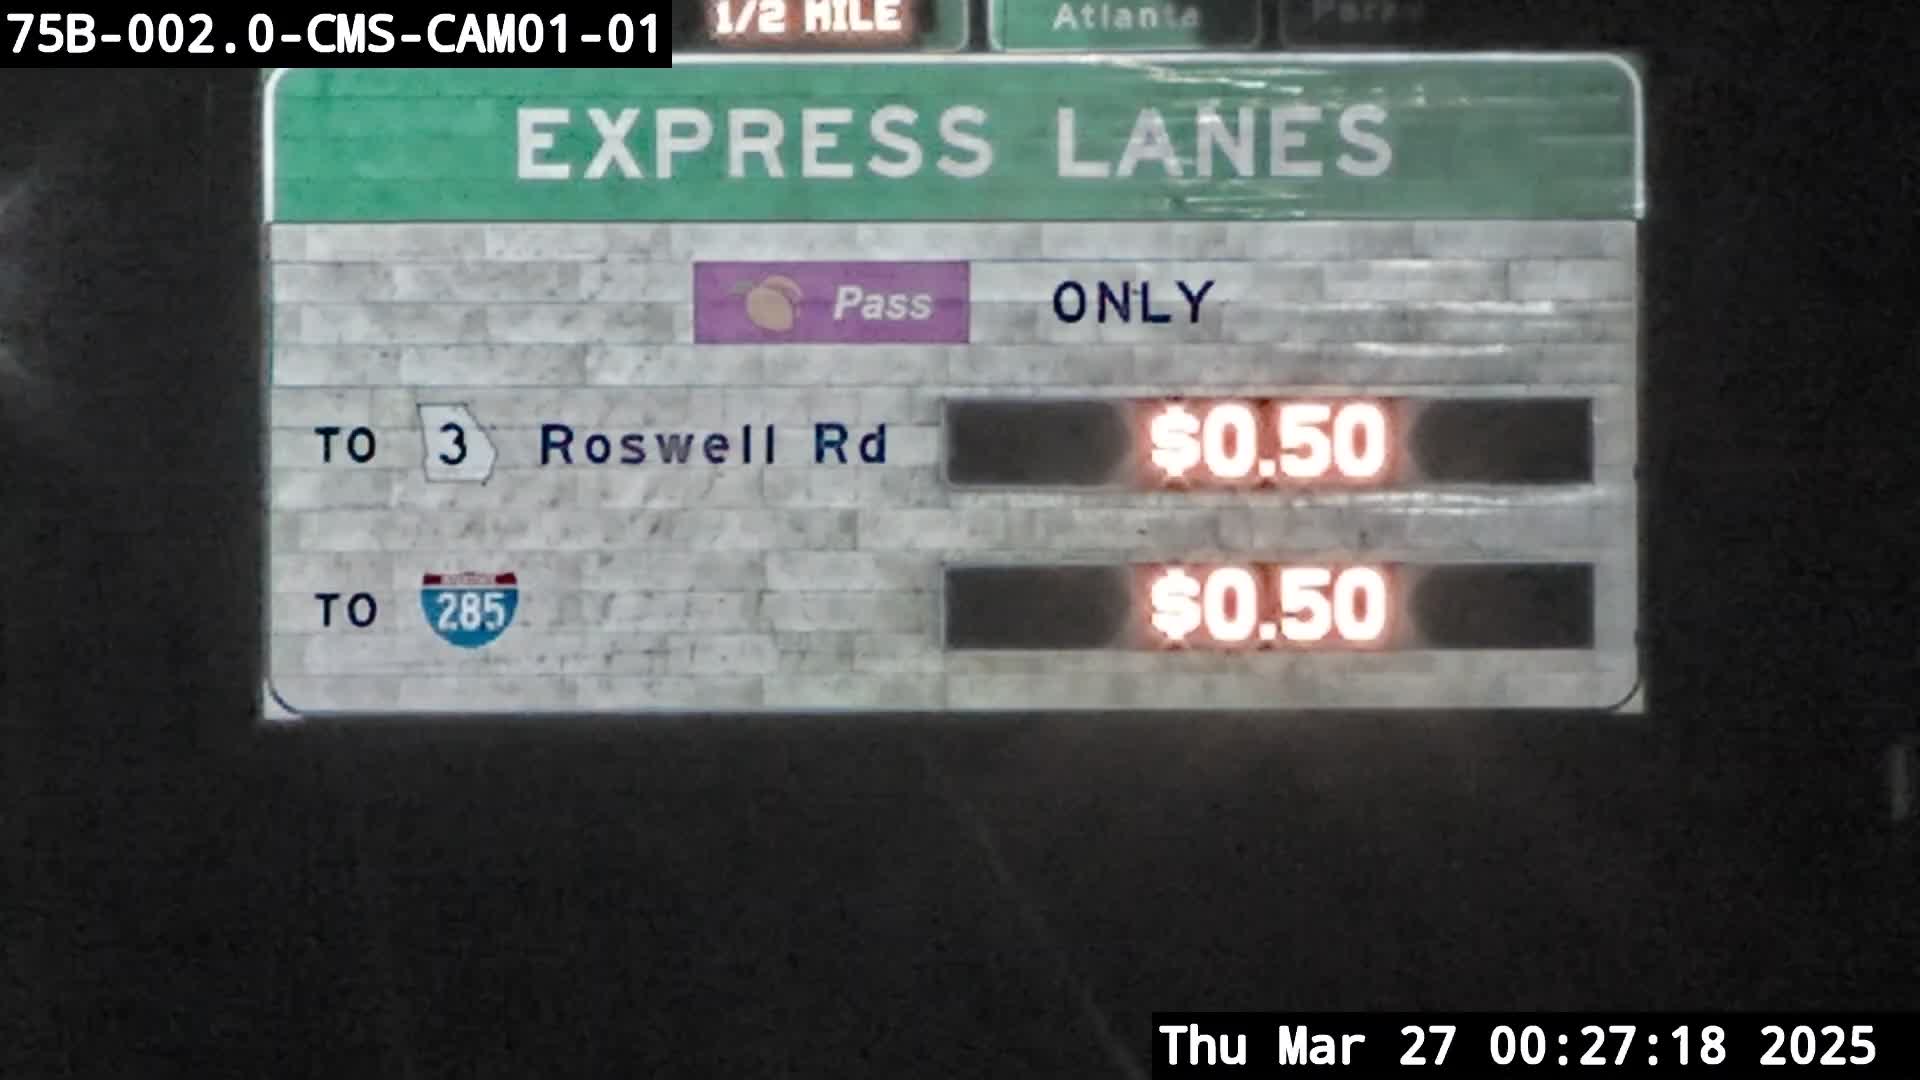 75B-002.0-CMS-CAM01-01
1/2 MILE
Atlanta
EXPRESS LANES
Pass ONLY
TO 3 Roswell Rd $0.50
TO 285 $0.50
Thu Mar 27 00:27:18 2025